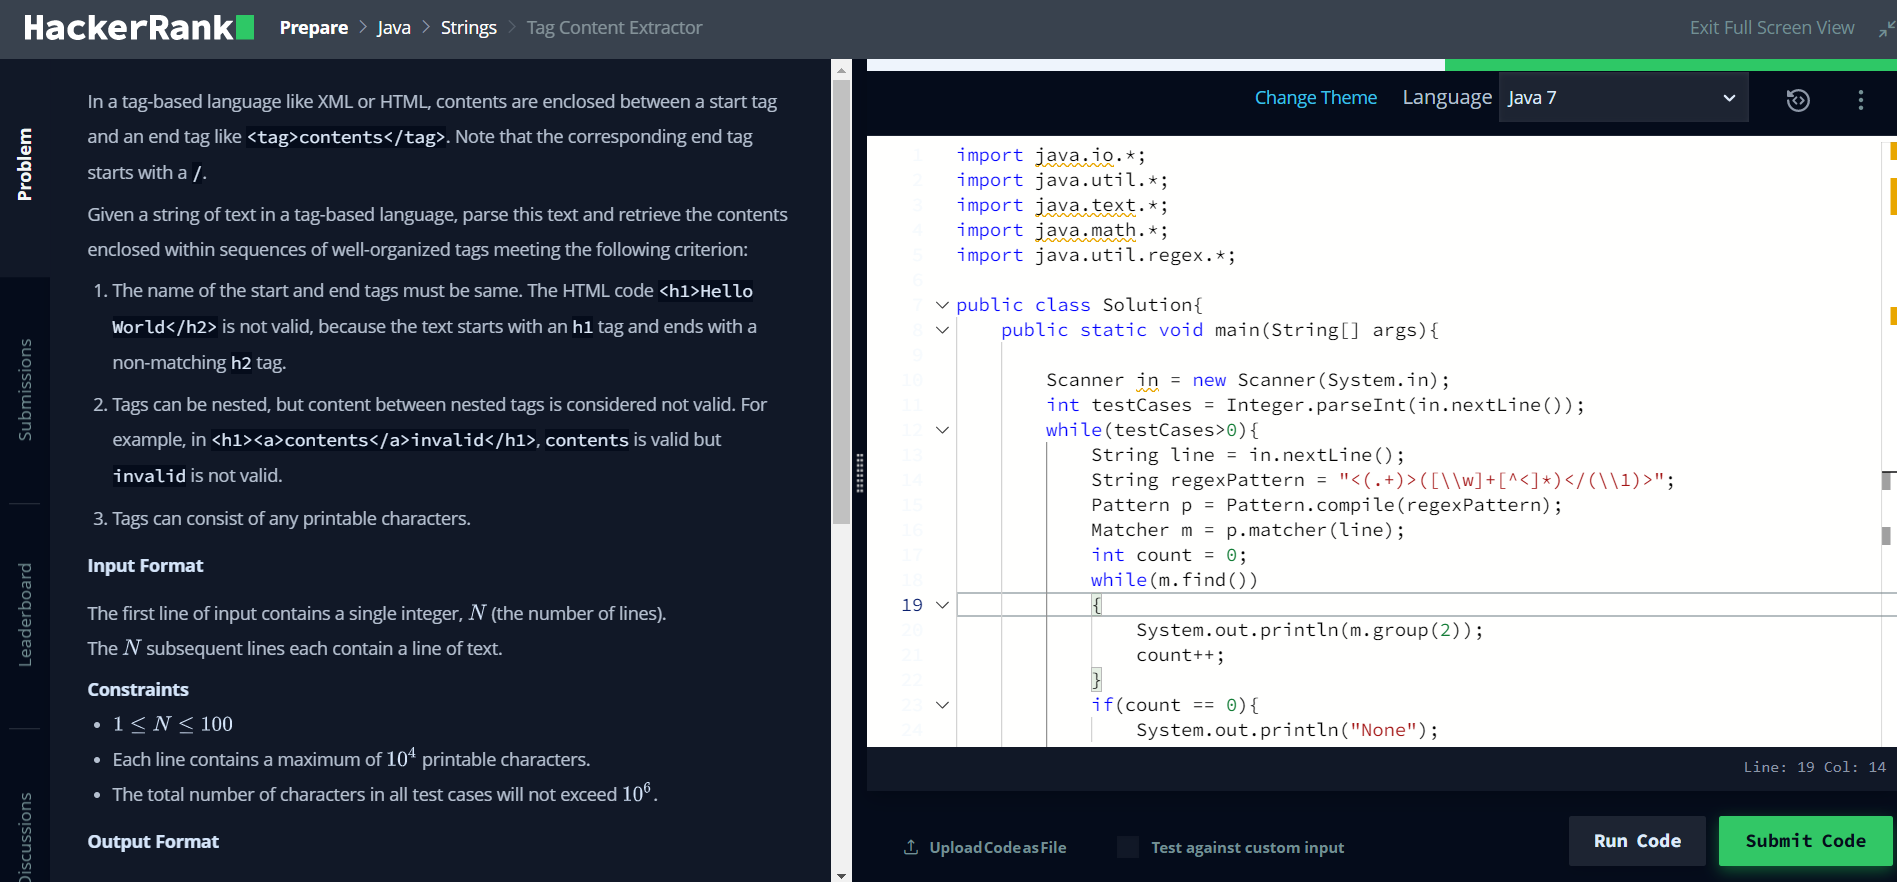 HackerRank
Prepare > Java > Strings > Tag Content Extractor
Exit Full Screen View
Problem
Submissions
Leaderboard
Discussions
In a tag-based language like XML or HTML, contents are enclosed between a start tag
and an end tag like <tag>contents</tag>. Note that the corresponding end tag
starts with a /.
Given a string of text in a tag-based language, parse this text and retrieve the contents
enclosed within sequences of well-organized tags meeting the following criterion:
1. The name of the start and end tags must be same. The HTML code <h1>Hello
World</h2> is not valid, because the text starts with an h1 tag and ends with a
non-matching h2 tag.
2. Tags can be nested, but content between nested tags is considered not valid. For
example, in <h1><a>contents</a>invalid</h1>, contents is valid but
invalid is not valid.
3. Tags can consist of any printable characters.
Input Format
The first line of input contains a single integer, N (the number of lines).
The N subsequent lines each contain a line of text.
Constraints
• 1 ≤ N ≤ 100
• Each line contains a maximum of 10⁴ printable characters.
• The total number of characters in all test cases will not exceed 10⁶.
Output Format
Change Theme Language Java 7
1 import java.io.*;
2 import java.util.*;
3 import java.text.*;
4 import java.math.*;
5 import java.util.regex.*;
6
7 public class Solution{
8 public static void main(String[] args){
9
10 Scanner in = new Scanner(System.in);
11 int testCases = Integer.parseInt(in.nextLine());
12 while(testCases>0){
13 String line = in.nextLine();
14 String regexPattern = "<(.+)>([\\w]+[^<]*)</(\\1)>";
15 Pattern p = Pattern.compile(regexPattern);
16 Matcher m = p.matcher(line);
17 int count = 0;
18 while(m.find())
19 {
20 System.out.println(m.group(2));
21 count++;
22 }
23 if(count == 0){
24 System.out.println("None");
Line: 19 Col: 14
Upload Code as File
Test against custom input
Run Code
Submit Code